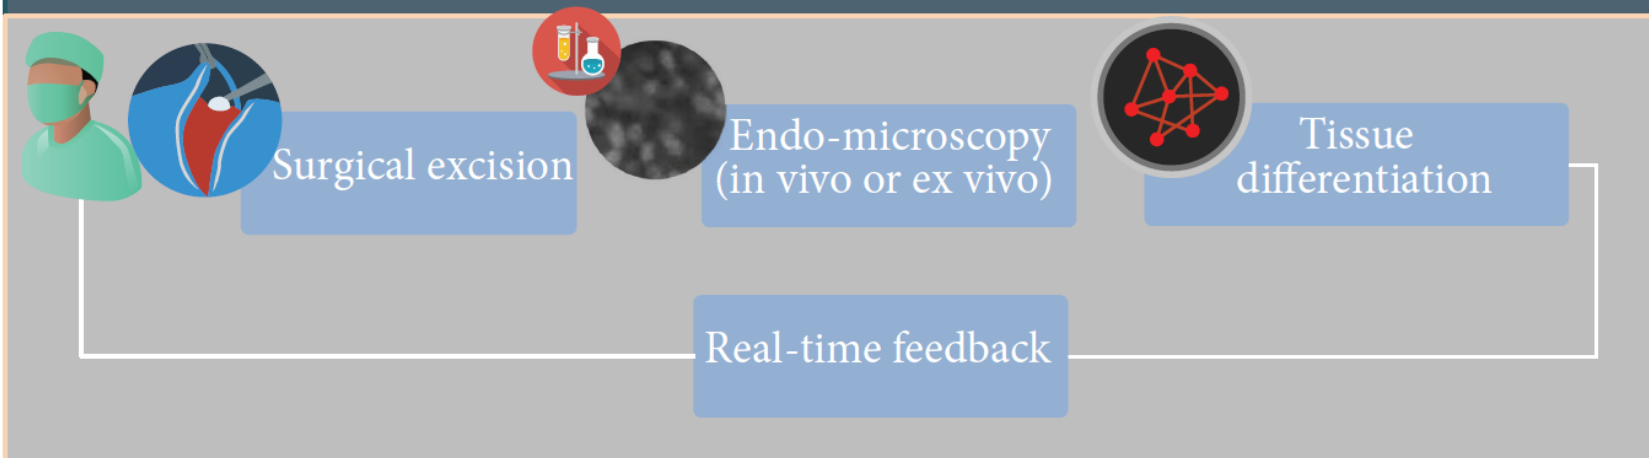 Surgical excision
Endo-microscopy
(in vivo or ex vivo)
Tissue
differentiation
Real-time feedback